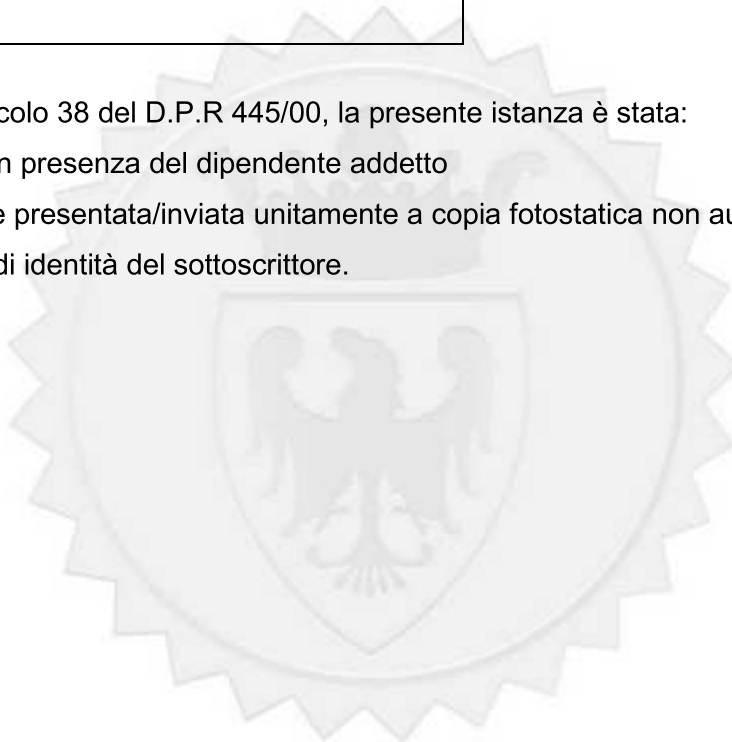 colo 38 del D.P.R 445/00, la presente istanza è stata:
n presenza del dipendente addetto
e presentata/inviata unitamente a copia fotostatica non au
di identità del sottoscrittore.